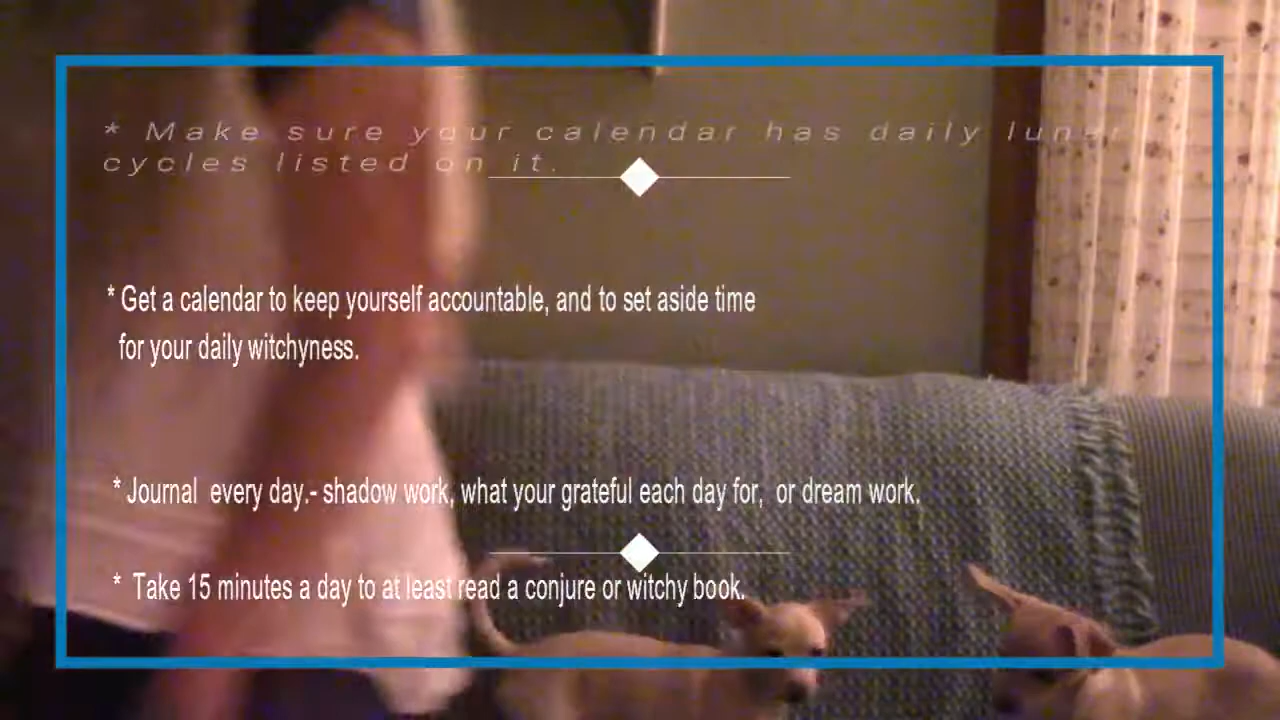 * Make sure your calendar has daily lunar
cycles listed on it.
* Get a calendar to keep yourself accountable, and to set aside time
for your daily witchyness.
* Journal  every day.- shadow work, what your grateful each day for,  or dream work.
*  Take 15 minutes a day to at least read a conjure or witchy book.